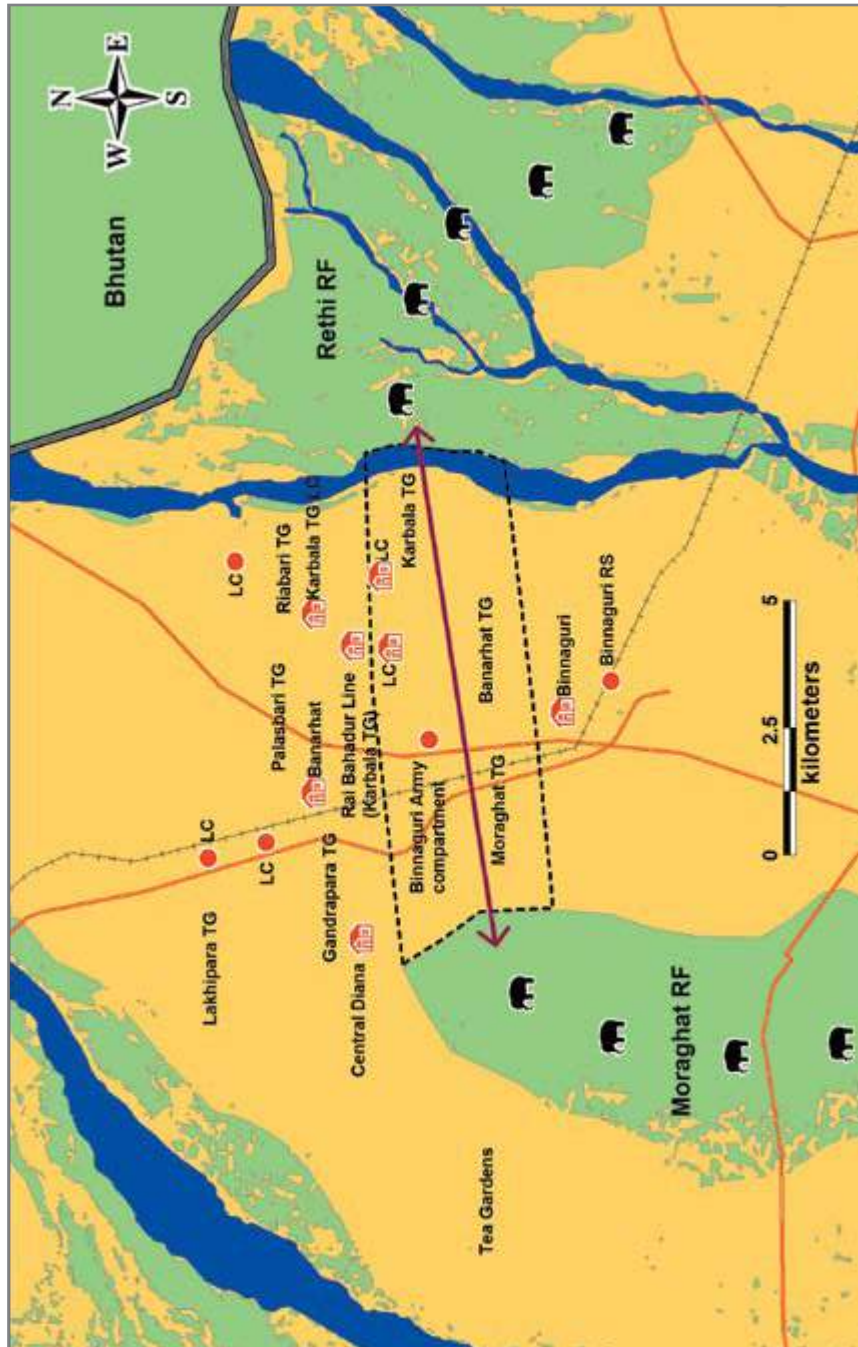 N
W
E
S
Bhutan
Rethi RF
Lakhipara TG
LC
LC
Palasbari TG
LC
Riabari TG
Gandrapara TG
Banarhat
Karbala TG LC
Central Diana
Rai Bahadur Line
(Karbala TG)
LC
LC
Karbala TG
Binnaguri Army
compartment
Moraghat TG
Banarhat TG
Tea Gardens
Binnaguri
Binnaguri RS
Moraghat RF
0
2.5
5
kilometers